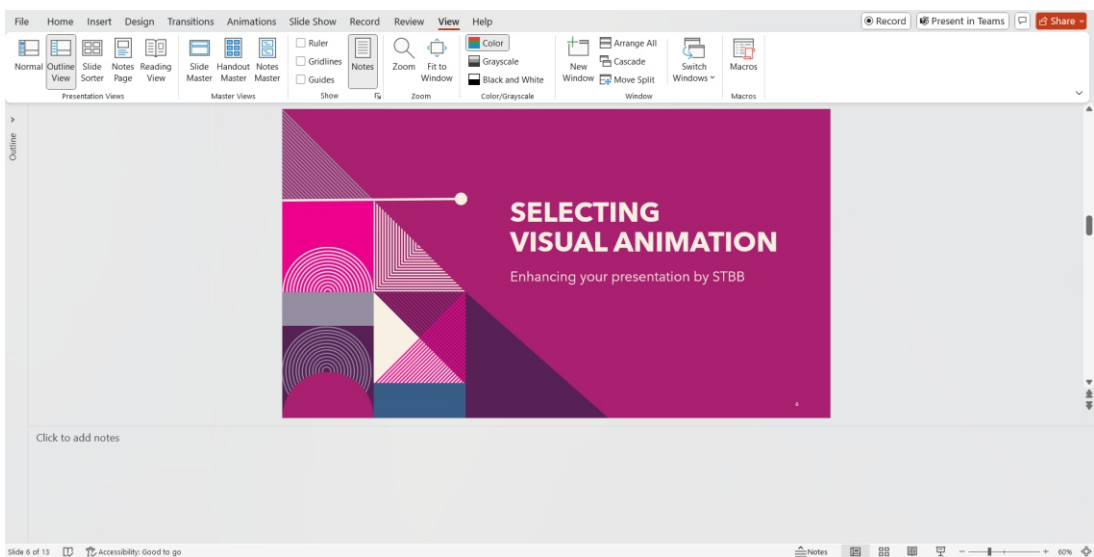 File Home Insert Design Transitions Animations Slide Show Record Review View Help
Record Present in Teams Share
Normal Outline View Slide Sorter Notes Page Reading View
Presentation Views
Slide Master Handout Master Notes Master
Master Views
Ruler
Gridlines
Guides
Notes
Show
Zoom Fit to Window
Zoom
Color
Grayscale
Black and White
Color/Grayscale
New Window
Arrange All
Cascade
Move Split
Switch Windows
Window
Macros
Macros
Outline
SELECTING
VISUAL ANIMATION
Enhancing your presentation by STBB
Click to add notes
Slide 6 of 13 Accessibility: Good to go Notes 60%